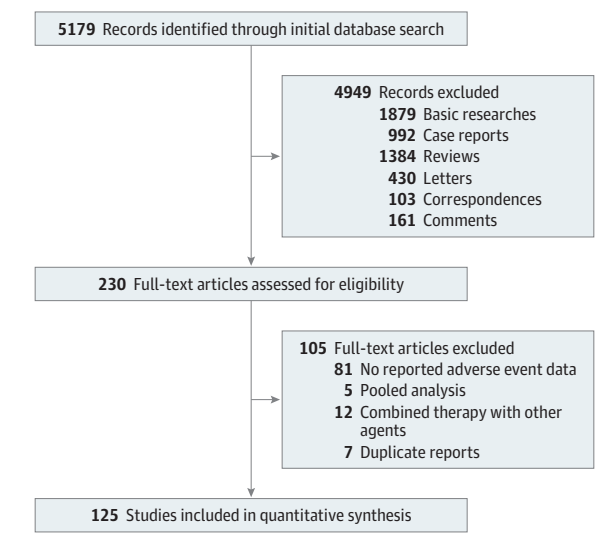 5179 Records identified through initial database search
4949 Records excluded
1879 Basic researches
992 Case reports
1384 Reviews
430 Letters
103 Correspondences
161 Comments
230 Full-text articles assessed for eligibility
105 Full-text articles excluded
81 No reported adverse event data
5 Pooled analysis
12 Combined therapy with other
agents
7 Duplicate reports
125 Studies included in quantitative synthesis